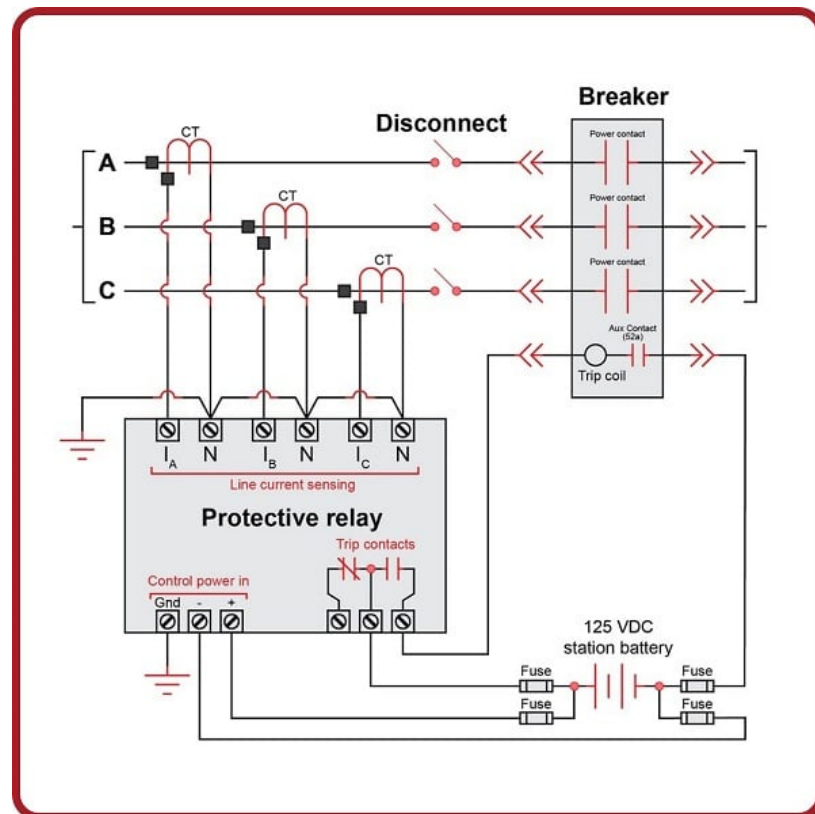 Breaker
Disconnect
CT
Power contact
A
CT
Power contact
B
CT
Power contact
C
Aux Contact
(52a)
Trip coil
IA N IB N IC N
Line current sensing
Protective relay
Trip contacts
Control power in
Gnd - +
125 VDC
station battery
Fuse Fuse
Fuse Fuse